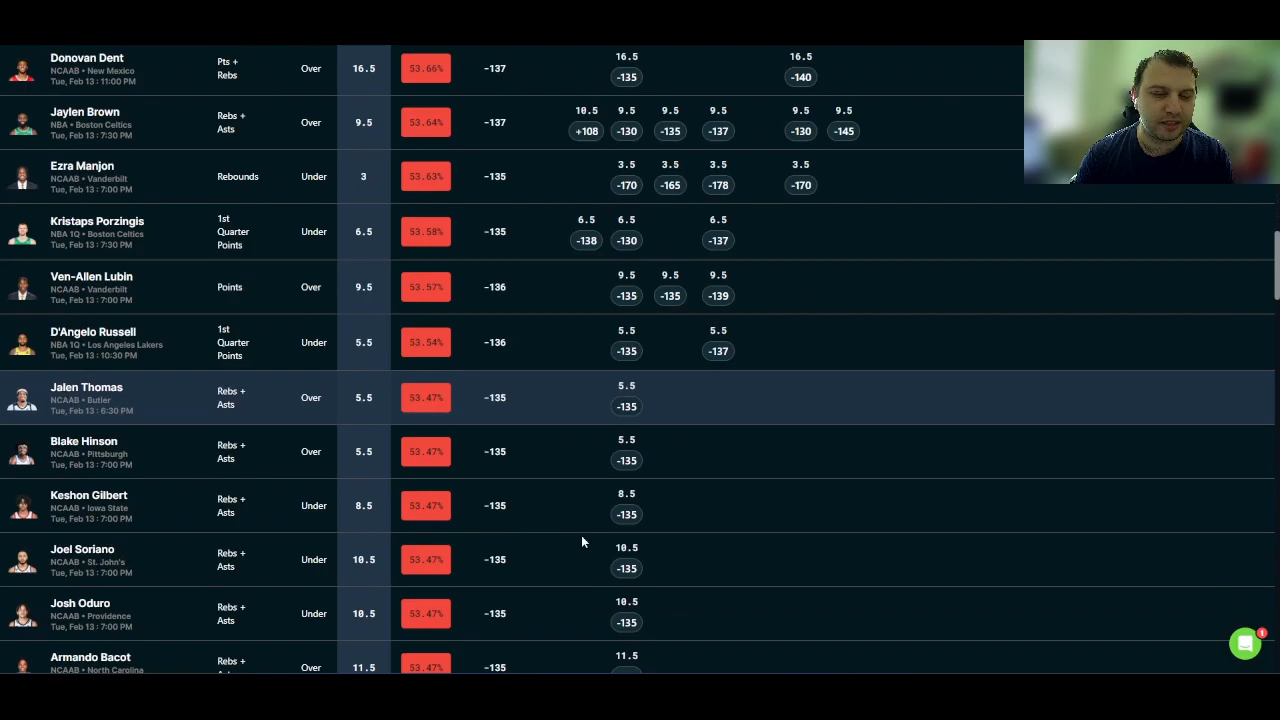 Donovan Dent
NCAAB • New Mexico
Tue, Feb 13 : 11:00 PM
Pts +
Rebs
Over
16.5
53.66%
-137
16.5
-135
16.5
-140
Jaylen Brown
NBA • Boston Celtics
Tue, Feb 13 : 7:30 PM
Rebs +
Asts
Over
9.5
53.64%
-137
10.5 9.5 9.5 9.5 9.5 9.5
+108 -130 -135 -137 -130 -145
Ezra Manjon
NCAAB • Vanderbilt
Tue, Feb 13 : 7:00 PM
Rebounds
Under
3
53.63%
-135
3.5 3.5 3.5 3.5
-170 -165 -178 -170
Kristaps Porzingis
NBA 1Q • Boston Celtics
Tue, Feb 13 : 7:30 PM
1st
Quarter
Points
Under
6.5
53.58%
-135
6.5 6.5 6.5
-138 -130 -137
Ven-Allen Lubin
NCAAB • Vanderbilt
Tue, Feb 13 : 7:00 PM
Points
Over
9.5
53.57%
-136
9.5 9.5 9.5
-135 -135 -139
D'Angelo Russell
NBA 1Q • Los Angeles Lakers
Tue, Feb 13 : 10:30 PM
1st
Quarter
Points
Under
5.5
53.54%
-136
5.5 5.5
-135 -137
Jalen Thomas
NCAAB • Butler
Tue, Feb 13 : 6:30 PM
Rebs +
Asts
Over
5.5
53.47%
-135
5.5
-135
Blake Hinson
NCAAB • Pittsburgh
Tue, Feb 13 : 7:00 PM
Rebs +
Asts
Over
5.5
53.47%
-135
5.5
-135
Keshon Gilbert
NCAAB • Iowa State
Tue, Feb 13 : 7:00 PM
Rebs +
Asts
Under
8.5
53.47%
-135
8.5
-135
Joel Soriano
NCAAB • St. John's
Tue, Feb 13 : 7:00 PM
Rebs +
Asts
Under
10.5
53.47%
-135
10.5
-135
Josh Oduro
NCAAB • Providence
Tue, Feb 13 : 7:00 PM
Rebs +
Asts
Under
10.5
53.47%
-135
10.5
-135
Armando Bacot
NCAAB • North Carolina
Rebs +
Over
11.5
53.47%
-135
11.5
1